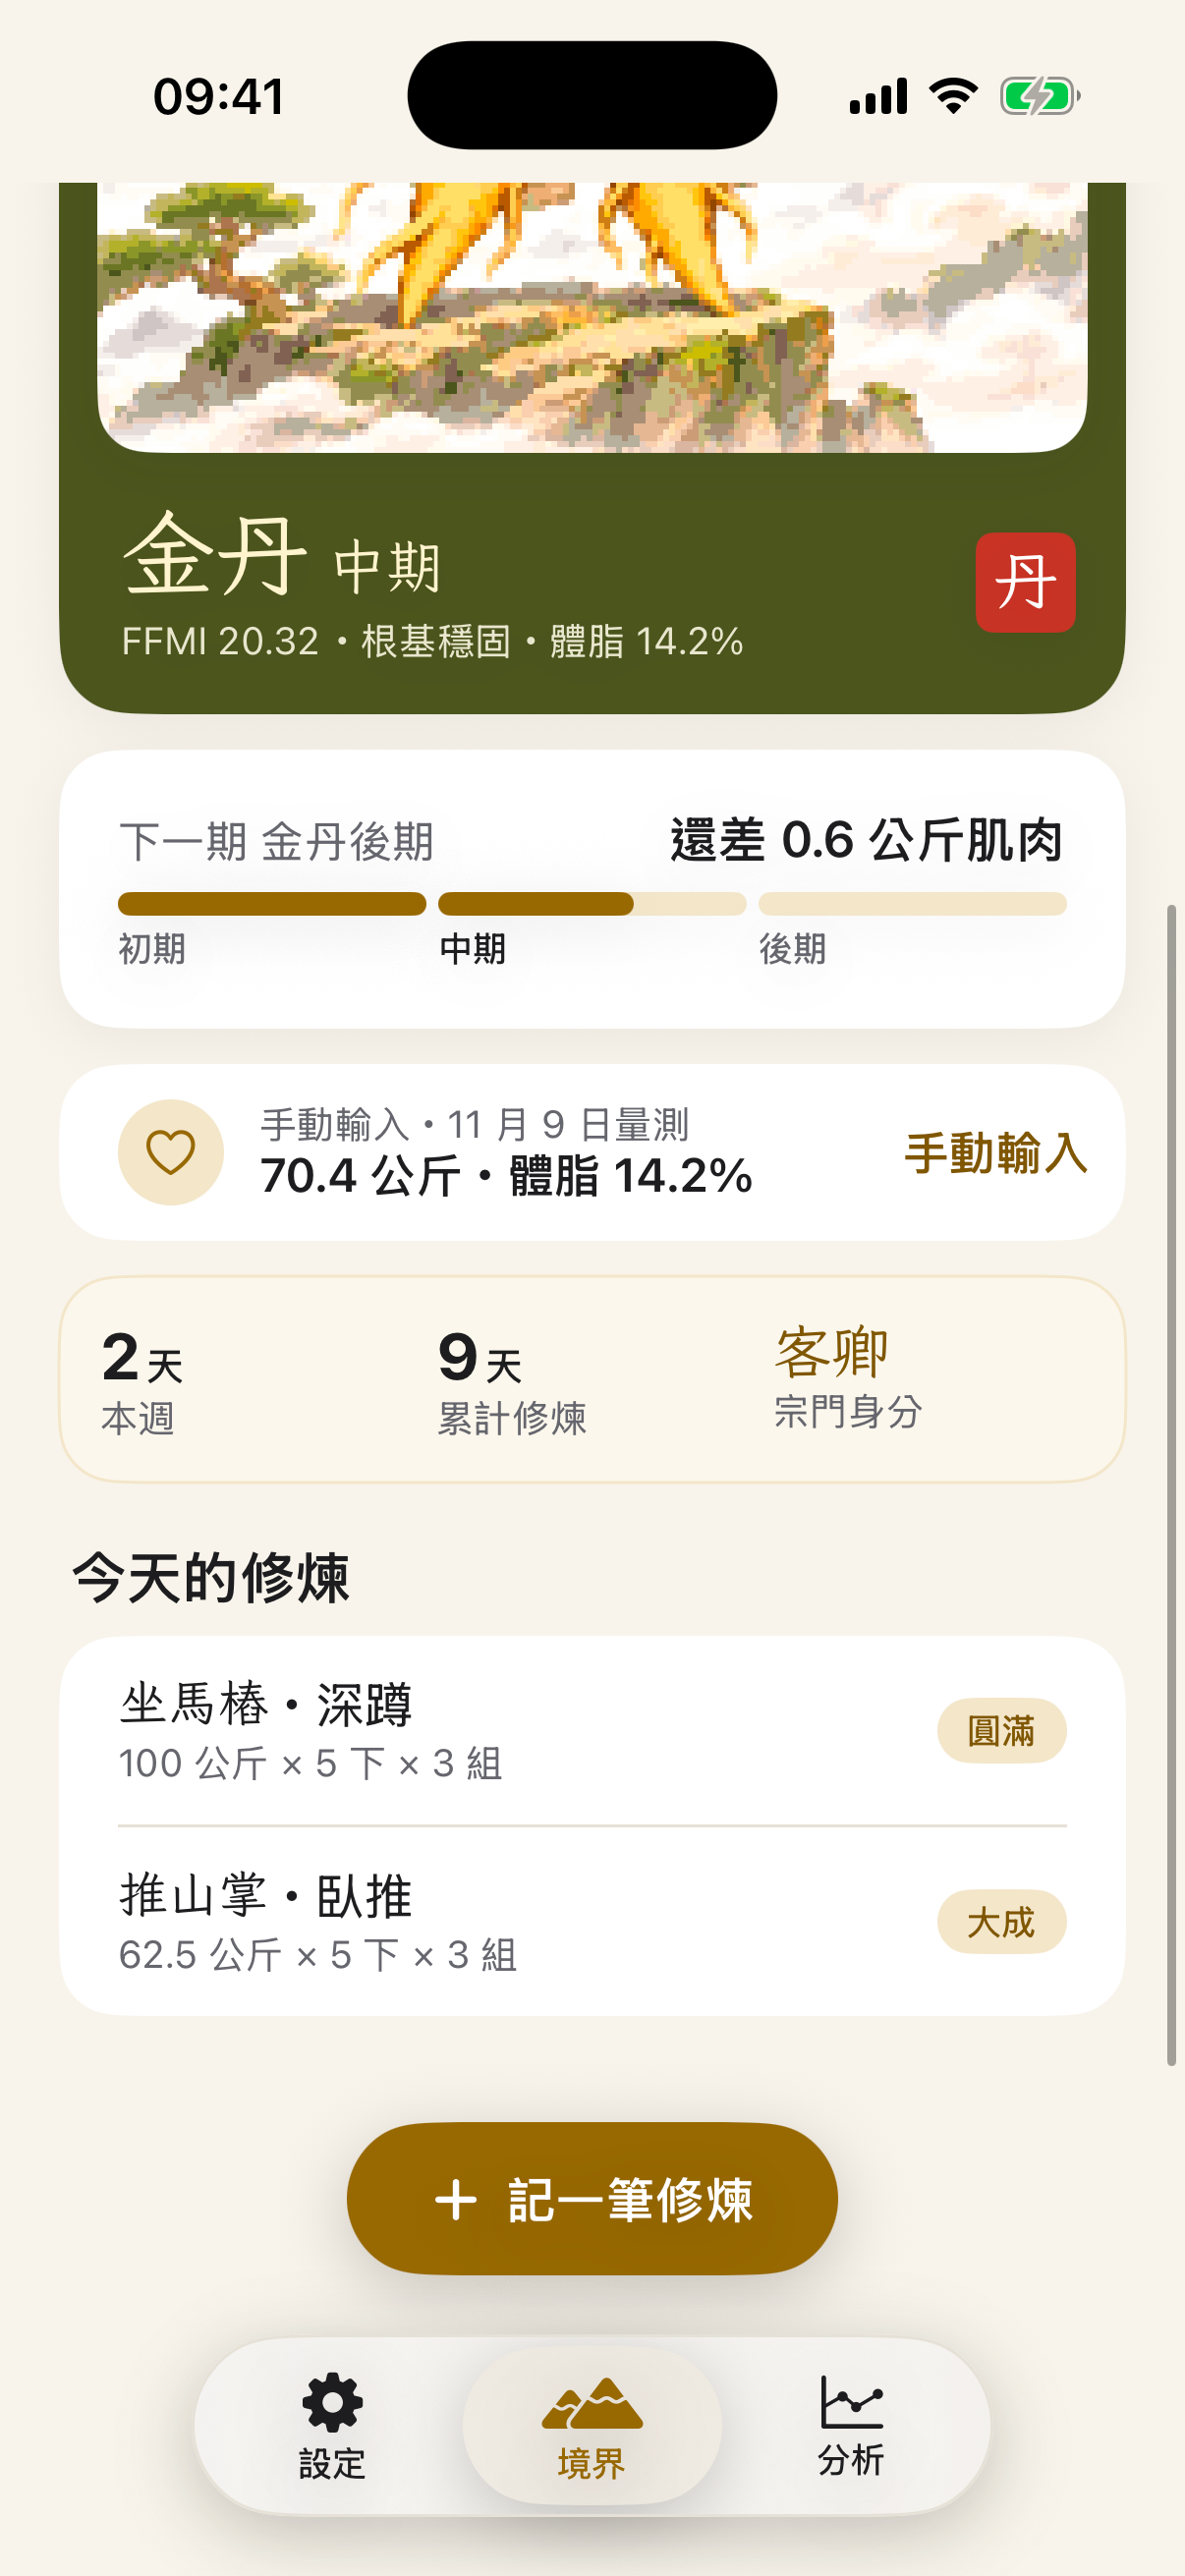 09:41
金丹 中期
丹
FFMI 20.32・根基穩固・體脂 14.2%
下一期 金丹後期
還差 0.6 公斤肌肉
初期
中期
後期
手動輸入・11 月 9 日量測
70.4 公斤・體脂 14.2%
手動輸入
2 天
本週
9 天
累計修煉
客卿
宗門身分
今天的修煉
坐馬樁・深蹲
100 公斤 × 5 下 × 3 組
圓滿
推山掌・臥推
62.5 公斤 × 5 下 × 3 組
大成
+ 記一筆修煉
設定
境界
分析